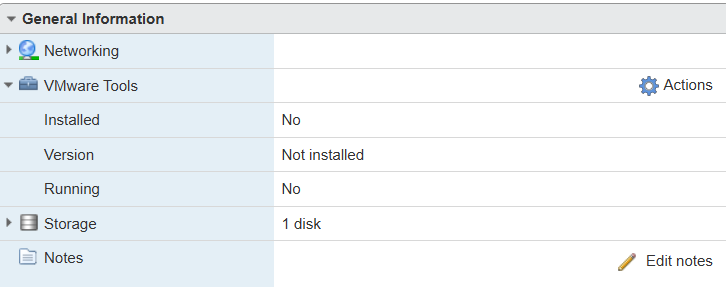 General Information
Networking
VMware Tools Actions
Installed No
Version Not installed
Running No
Storage 1 disk
Notes Edit notes